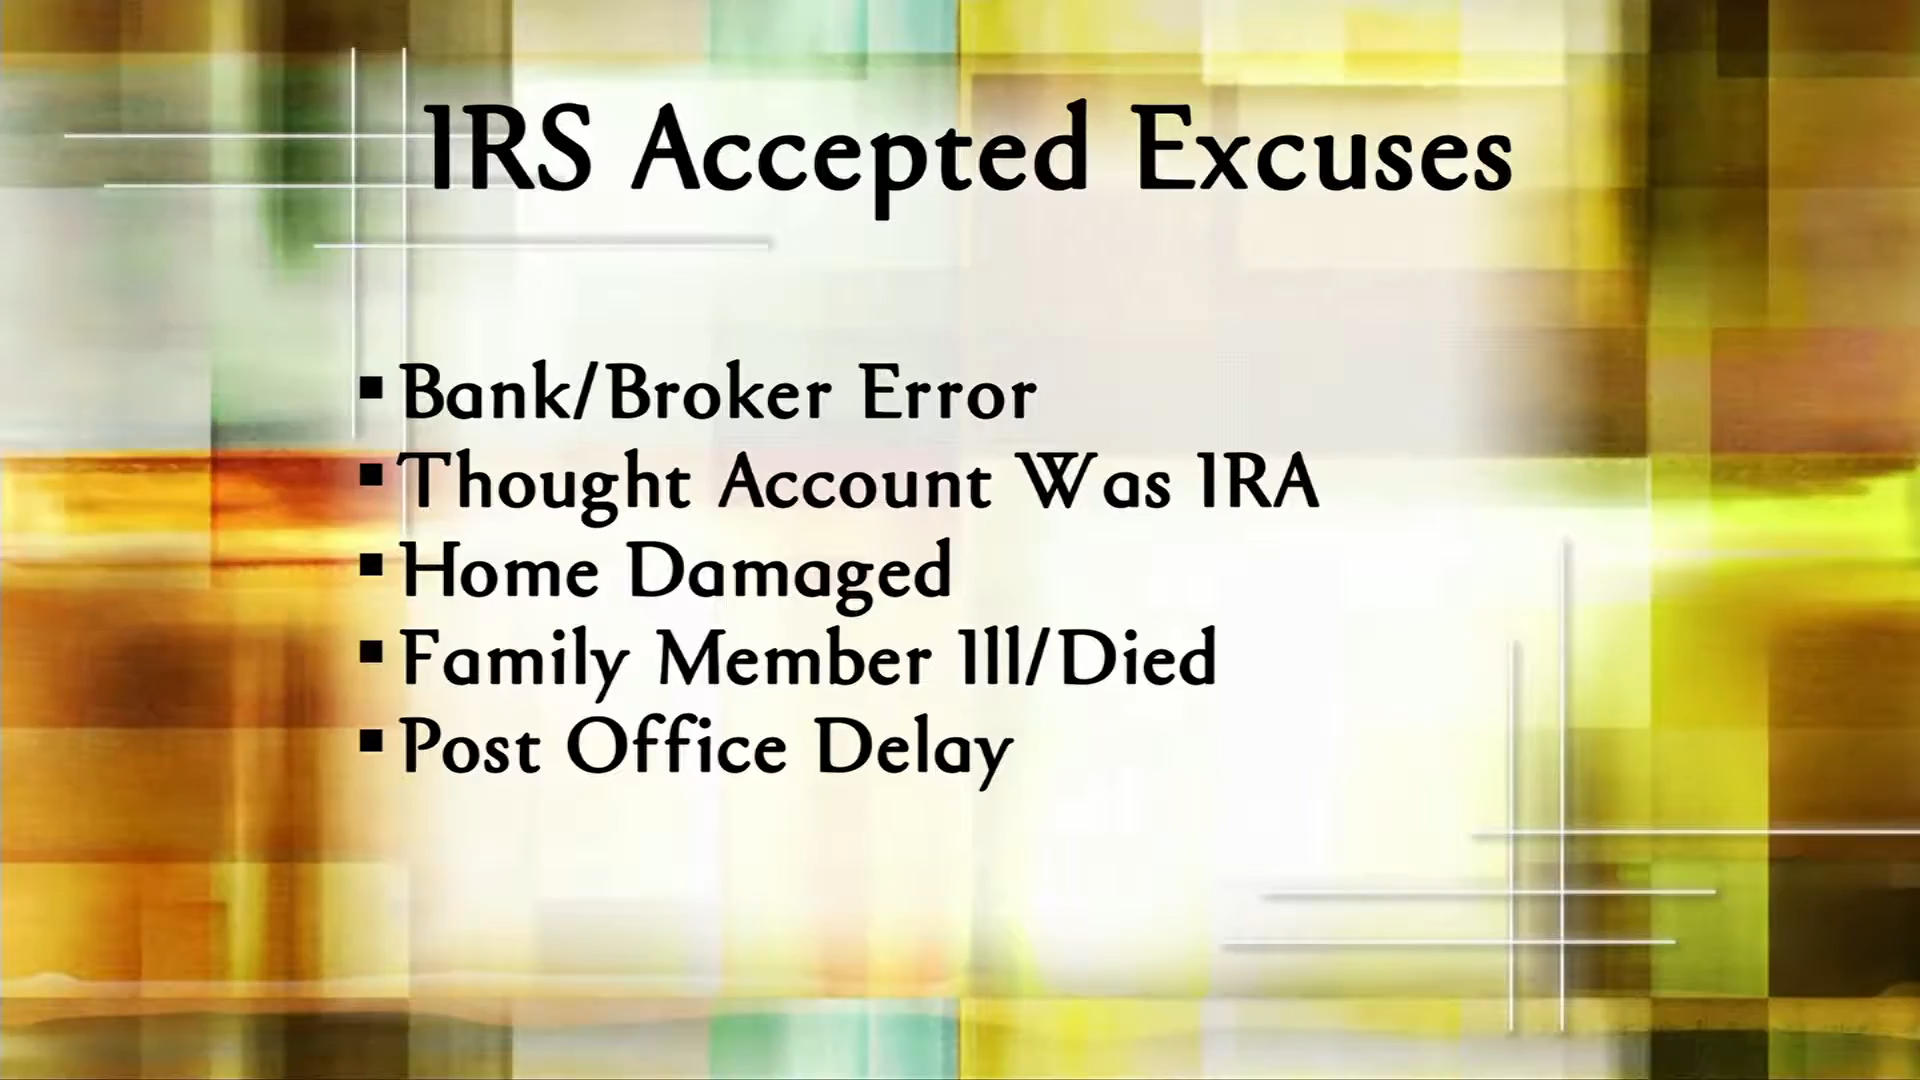 IRS Accepted Excuses
▪ Bank/Broker Error
▪ Thought Account Was IRA
▪ Home Damaged
▪ Family Member Ill/Died
▪ Post Office Delay